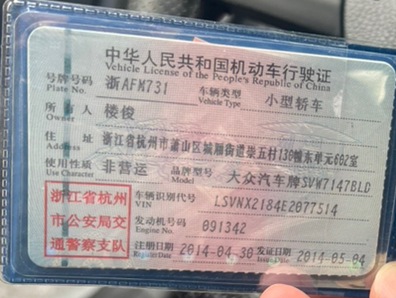 中华人民共和国机动车行驶证
Vehicle License of the People's Republic of China
号牌号码 浙AFM731 车辆类型 小型轿车
Plate No. Vehicle Type
所有人 楼俊
Owner
住址 浙江省杭州市萧山区城厢街道崇五村130幢东单元602室
Address
使用性质 非营运 品牌型号 大众汽车牌SVW7147BLD
Use Character Model
浙江省杭州市公安局交通警察支队
车辆识别代号 LSVNX2184E2077514
VIN
发动机号码 091342
Engine No.
注册日期 2014-04-30 发证日期 2014-05-04
Register Date Issue Date